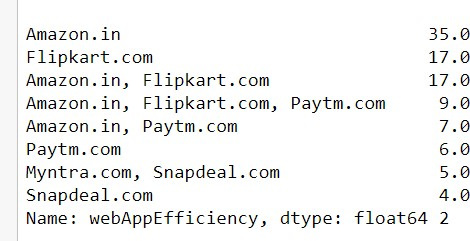 Amazon.in 35.0
Flipkart.com 17.0
Amazon.in, Flipkart.com 17.0
Amazon.in, Flipkart.com, Paytm.com 9.0
Amazon.in, Paytm.com 7.0
Paytm.com 6.0
Myntra.com, Snapdeal.com 5.0
Snapdeal.com 4.0
Name: webAppEfficiency, dtype: float64 2